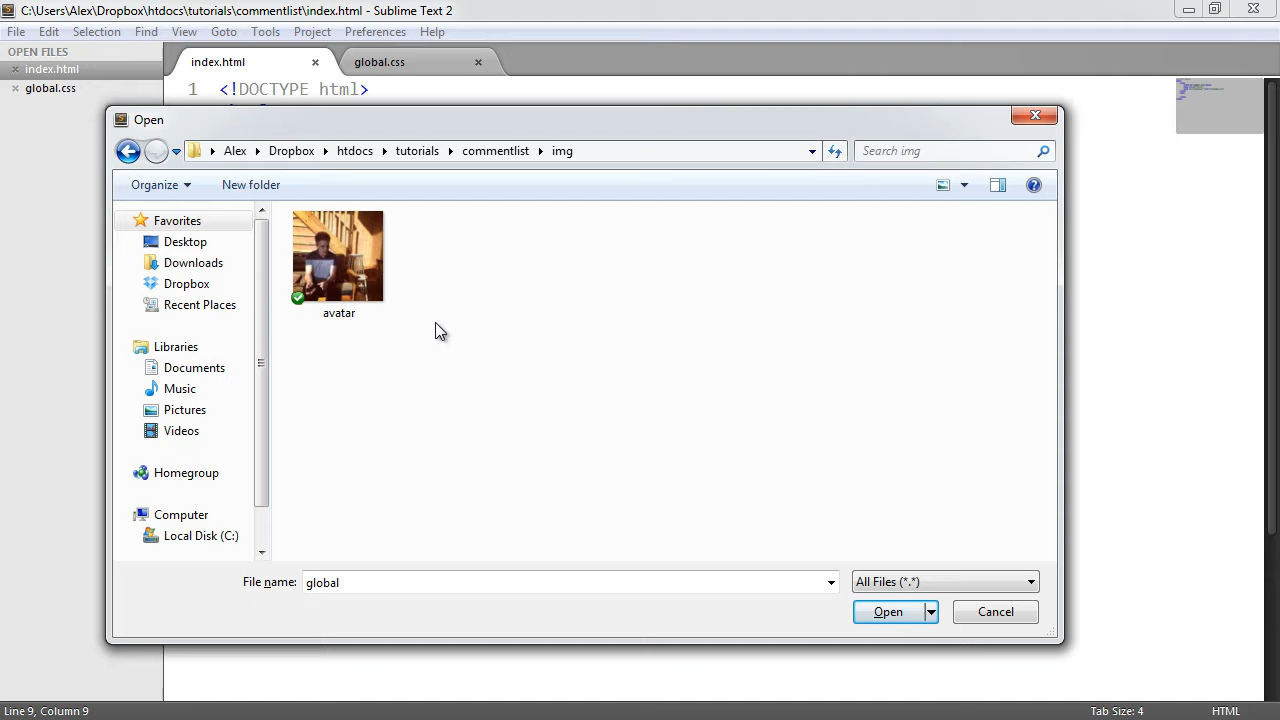 C:\Users\Alex\Dropbox\htdocs\tutorials\commentlist\index.html - Sublime Text 2
File Edit Selection Find View Goto Tools Project Preferences Help
OPEN FILES
index.html
global.css
index.html
global.css
1 <!DOCTYPE html>
Open
Alex Dropbox htdocs tutorials commentlist img
Search img
Organize
New folder
Favorites
Desktop
Downloads
Dropbox
Recent Places
Libraries
Documents
Music
Pictures
Videos
Homegroup
Computer
Local Disk (C:)
avatar
File name: global
All Files (*.*)
Open
Cancel
Line 9, Column 9
Tab Size: 4
HTML